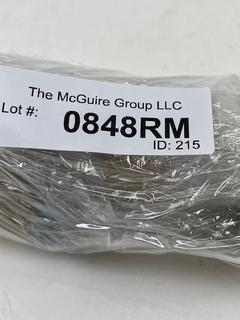 The McGuire Group LLC
Lot #: 0848RM
ID: 215